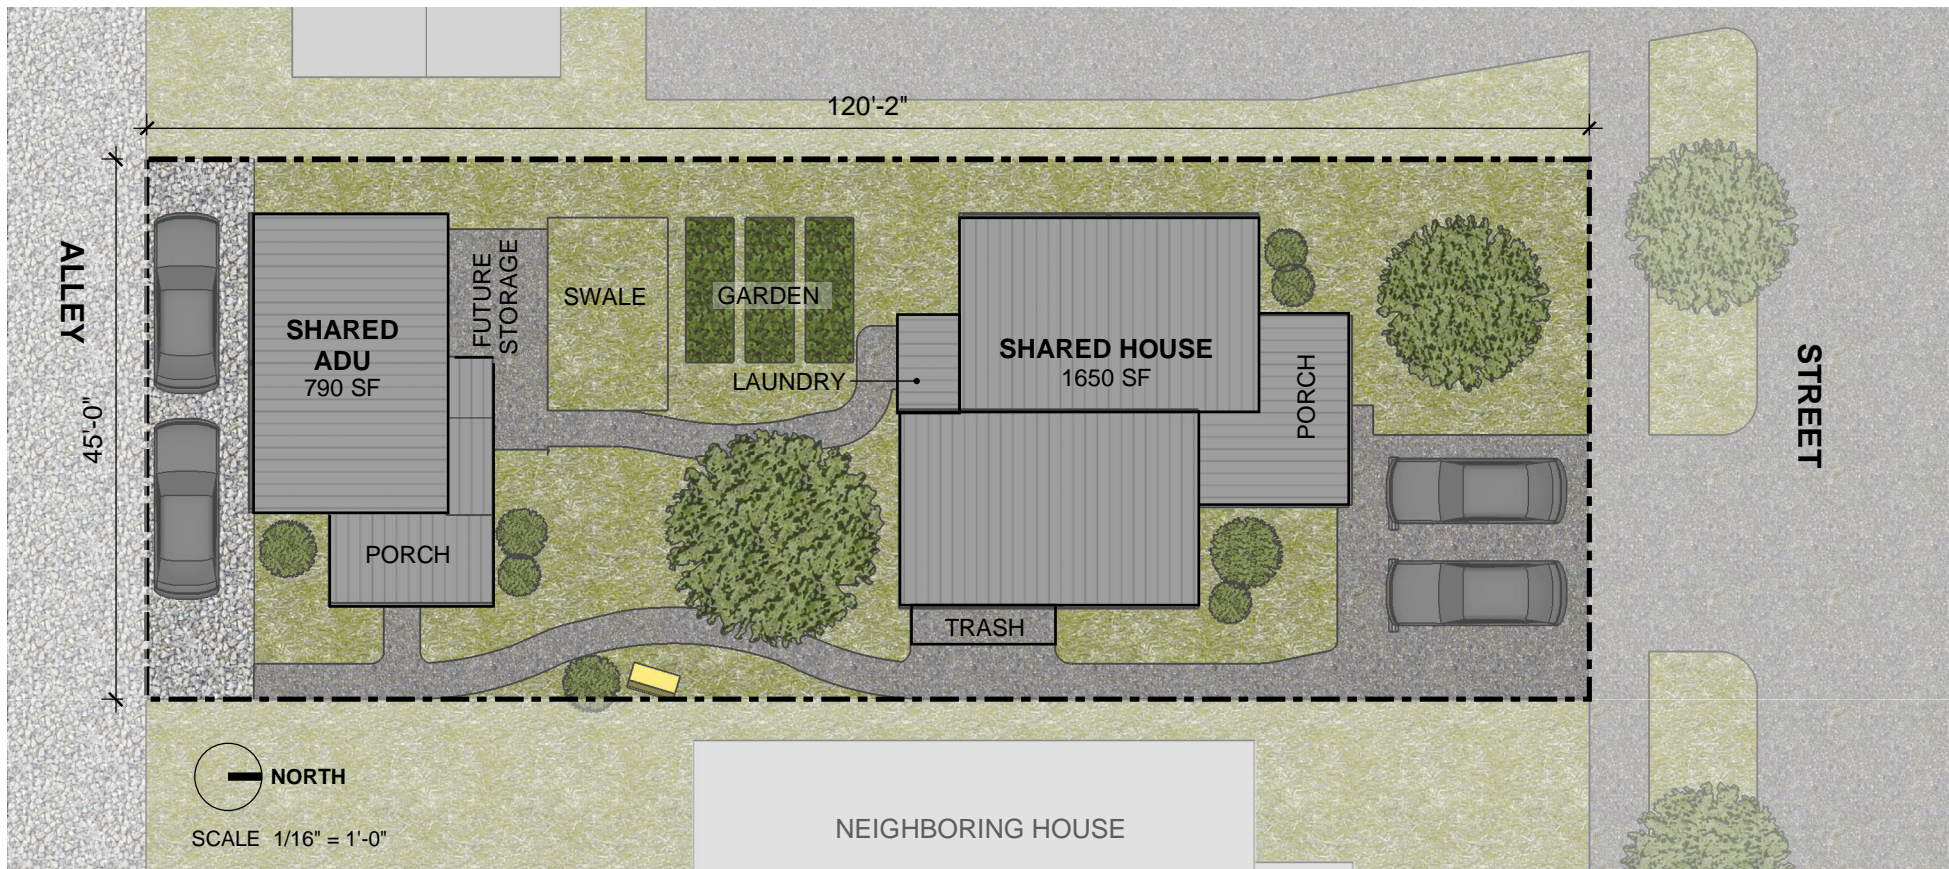 120'-2"
ALLEY
45'-0"
SHARED
ADU
790 SF
FUTURE
STORAGE
SWALE
GARDEN
LAUNDRY
SHARED HOUSE
1650 SF
PORCH
STREET
PORCH
TRASH
NORTH
SCALE 1/16" = 1'-0"
NEIGHBORING HOUSE